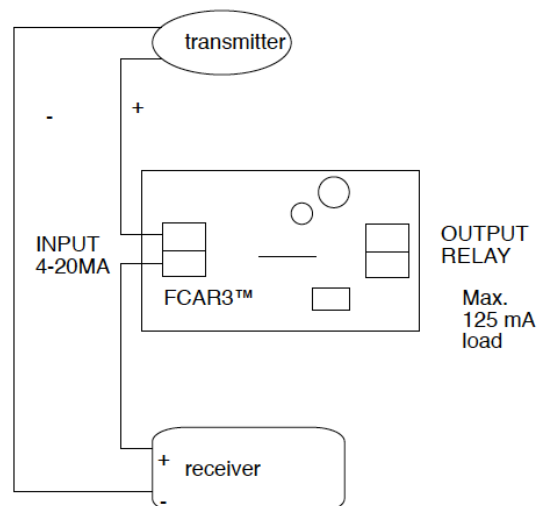 transmitter
-
+
INPUT
4-20MA
FCAR3™
OUTPUT
RELAY
Max.
125 mA
load
+
receiver
-